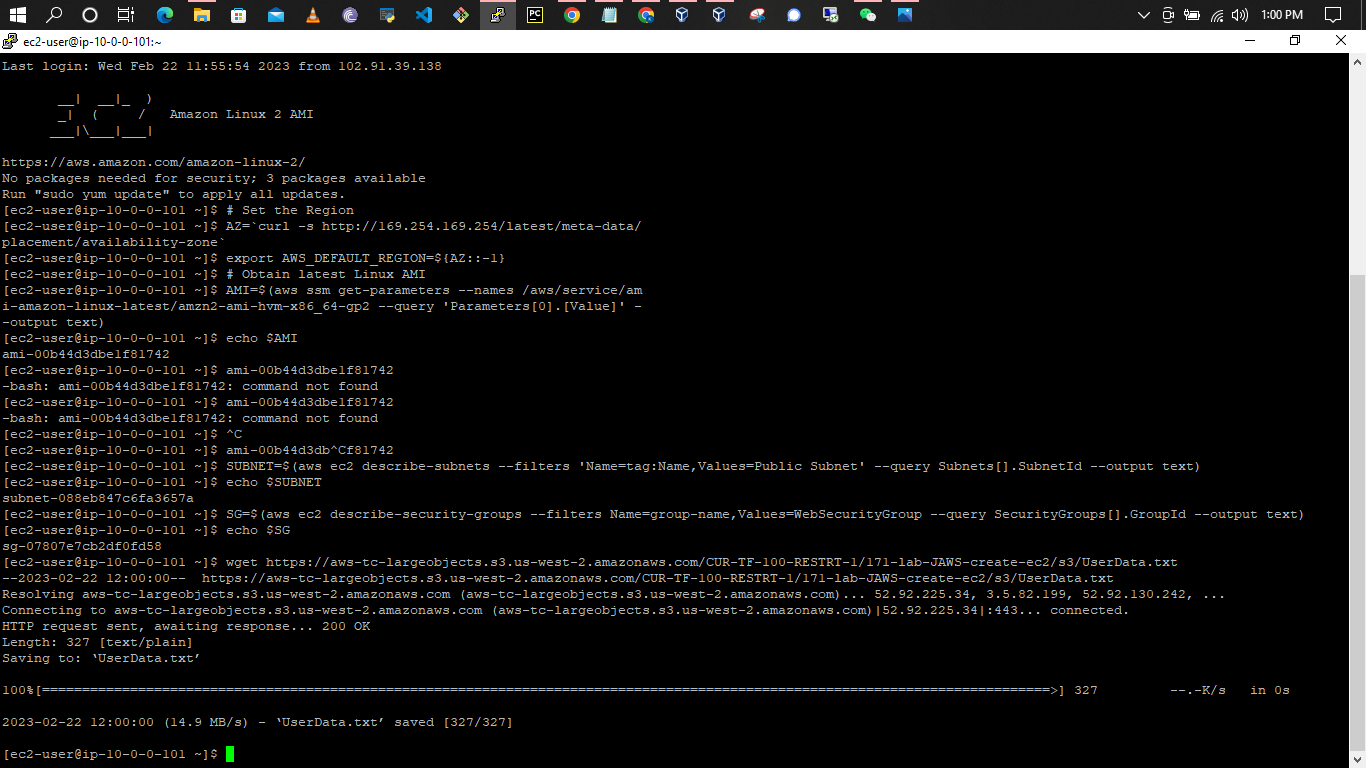 1:00 PM
ec2-user@ip-10-0-0-101:~
Last login: Wed Feb 22 11:55:54 2023 from 102.91.39.138
__|  __|_  )
_|  (     /   Amazon Linux 2 AMI
___|\___|___|
https://aws.amazon.com/amazon-linux-2/
No packages needed for security; 3 packages available
Run "sudo yum update" to apply all updates.
[ec2-user@ip-10-0-0-101 ~]$ # Set the Region
[ec2-user@ip-10-0-0-101 ~]$ AZ=`curl -s http://169.254.169.254/latest/meta-data/
placement/availability-zone`
[ec2-user@ip-10-0-0-101 ~]$ export AWS_DEFAULT_REGION=${AZ::-1}
[ec2-user@ip-10-0-0-101 ~]$ # Obtain latest Linux AMI
[ec2-user@ip-10-0-0-101 ~]$ AMI=$(aws ssm get-parameters --names /aws/service/am
i-amazon-linux-latest/amzn2-ami-hvm-x86_64-gp2 --query 'Parameters[0].[Value]' -
-output text)
[ec2-user@ip-10-0-0-101 ~]$ echo $AMI
ami-00b44d3dbe1f81742
[ec2-user@ip-10-0-0-101 ~]$ ami-00b44d3dbe1f81742
-bash: ami-00b44d3dbe1f81742: command not found
[ec2-user@ip-10-0-0-101 ~]$ ami-00b44d3dbe1f81742
-bash: ami-00b44d3dbe1f81742: command not found
[ec2-user@ip-10-0-0-101 ~]$ ^C
[ec2-user@ip-10-0-0-101 ~]$ ami-00b44d3db^Cf81742
[ec2-user@ip-10-0-0-101 ~]$ SUBNET=$(aws ec2 describe-subnets --filters 'Name=tag:Name,Values=Public Subnet' --query Subnets[].SubnetId --output text)
[ec2-user@ip-10-0-0-101 ~]$ echo $SUBNET
subnet-088eb847c6fa3657a
[ec2-user@ip-10-0-0-101 ~]$ SG=$(aws ec2 describe-security-groups --filters Name=group-name,Values=WebSecurityGroup --query SecurityGroups[].GroupId --output text)
[ec2-user@ip-10-0-0-101 ~]$ echo $SG
sg-07807e7cb2df0fd58
[ec2-user@ip-10-0-0-101 ~]$ wget https://aws-tc-largeobjects.s3.us-west-2.amazonaws.com/CUR-TF-100-RESTRT-1/171-lab-JAWS-create-ec2/s3/UserData.txt
--2023-02-22 12:00:00--  https://aws-tc-largeobjects.s3.us-west-2.amazonaws.com/CUR-TF-100-RESTRT-1/171-lab-JAWS-create-ec2/s3/UserData.txt
Resolving aws-tc-largeobjects.s3.us-west-2.amazonaws.com (aws-tc-largeobjects.s3.us-west-2.amazonaws.com)... 52.92.225.34, 3.5.82.199, 52.92.130.242, ...
Connecting to aws-tc-largeobjects.s3.us-west-2.amazonaws.com (aws-tc-largeobjects.s3.us-west-2.amazonaws.com)|52.92.225.34|:443... connected.
HTTP request sent, awaiting response... 200 OK
Length: 327 [text/plain]
Saving to: ‘UserData.txt’
100%[==============================================================================================================================>] 327         --.-K/s   in 0s
2023-02-22 12:00:00 (14.9 MB/s) - ‘UserData.txt’ saved [327/327]
[ec2-user@ip-10-0-0-101 ~]$